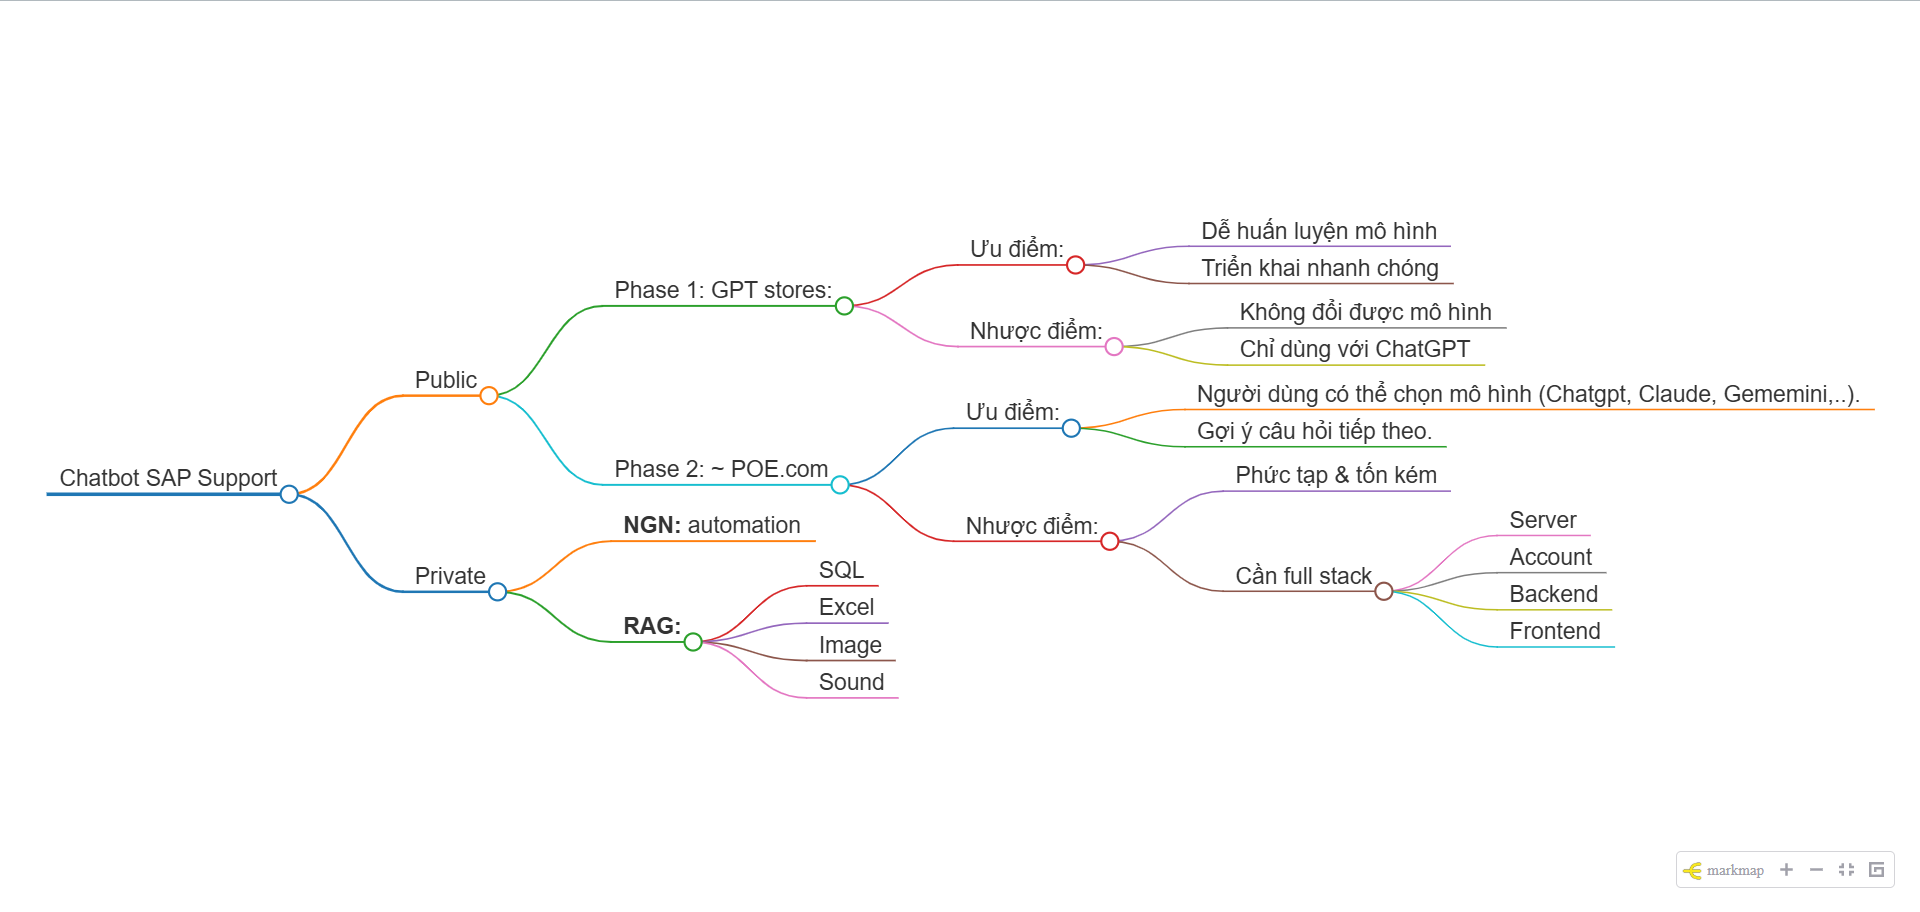 Chatbot SAP Support
Public
Phase 1: GPT stores:
Ưu điểm:
Dễ huấn luyện mô hình
Triển khai nhanh chóng
Nhược điểm:
Không đổi được mô hình
Chỉ dùng với ChatGPT
Phase 2: ~ POE.com
Ưu điểm:
Người dùng có thể chọn mô hình (Chatgpt, Claude, Gememini,..).
Gợi ý câu hỏi tiếp theo.
Nhược điểm:
Phức tạp & tốn kém
Cần full stack
Server
Account
Backend
Frontend
Private
NGN: automation
RAG:
SQL
Excel
Image
Sound
markmap